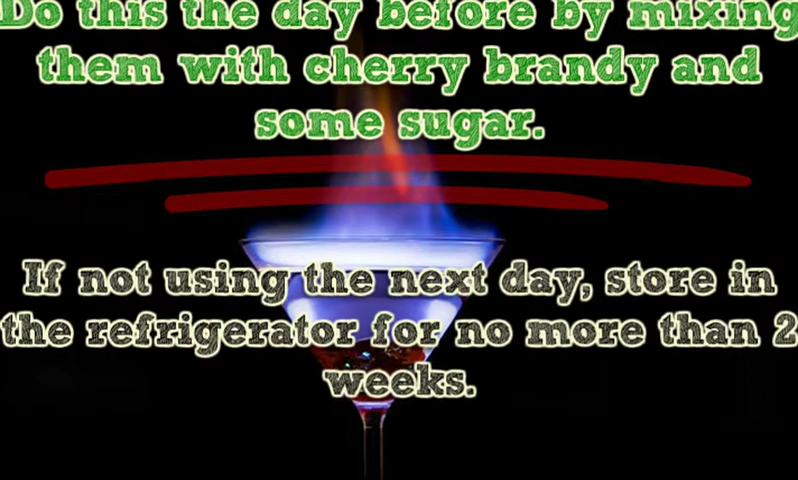 Do this the day before by mixing
them with cherry brandy and
some sugar.
If not using the next day, store in
the refrigerator for no more than 2
weeks.